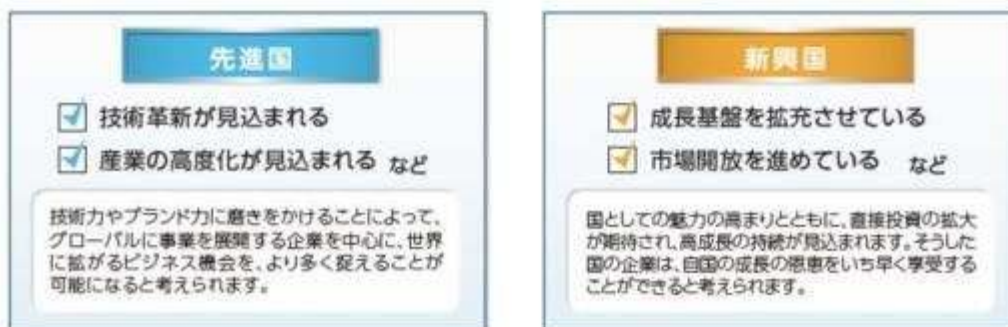 先進国
技術革新が見込まれる
産業の高度化が見込まれる など
技術力やブランド力に磨きをかけることによって、
グローバルに事業を展開する企業を中心に、世界
に拡がるビジネス機会を、より多く捉えることが
可能になると考えられます。
新興国
成長基盤を拡充させている
市場開放を進めている など
国としての魅力の高まりとともに、直接投資の拡大
が期待され、高成長の持続が見込まれます。そうした
国の企業は、自国の成長の恩恵をいち早く享受する
ことができると考えられます。